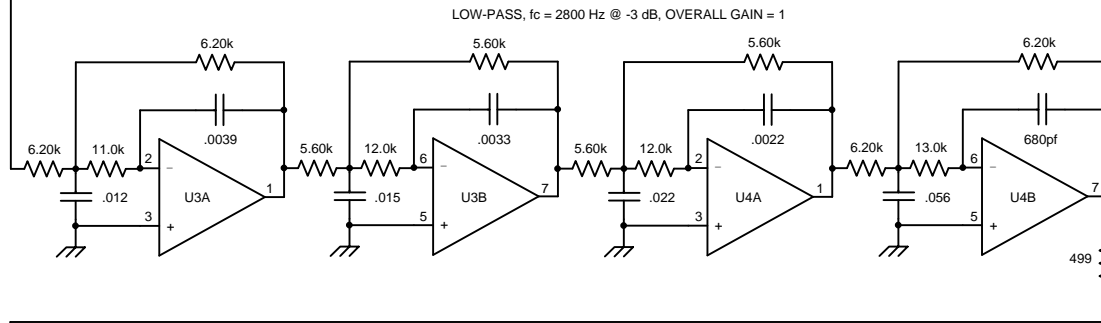 LOW-PASS, fc = 2800 Hz @ -3 dB, OVERALL GAIN = 1
6.20k
5.60k
5.60k
6.20k
.0039
.0033
.0022
680pf
6.20k
11.0k
2
−
5.60k
12.0k
6
−
5.60k
12.0k
2
−
6.20k
13.0k
6
−
.012
U3A
1
.015
U3B
7
.022
U4A
1
.056
U4B
7
3
+
5
+
3
+
5
+
499